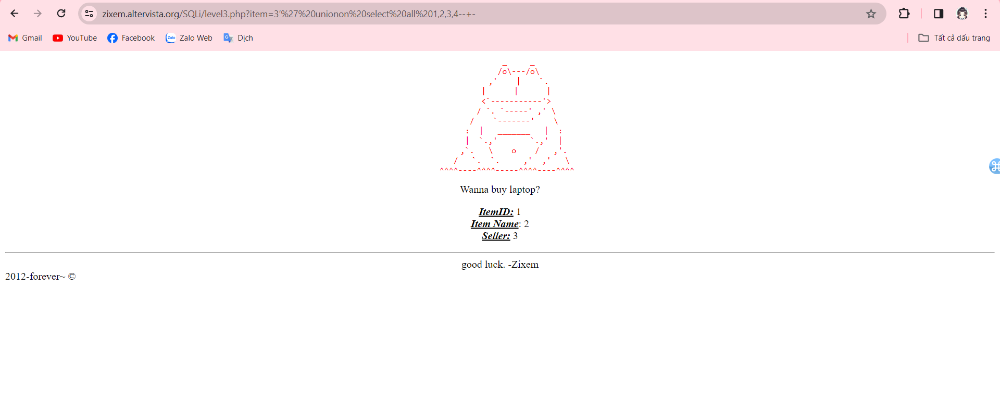 zixem.altervista.org/SQLi/level3.php?item=3’%27%20unionon%20select%20all%201,2,3,4--+-
Gmail YouTube Facebook Zalo Zalo Web Dịch Tất cả dấu trang
Wanna buy laptop?
ItemID: 1
Item Name: 2
Seller: 3
good luck. -Zixem
2012-forever~ ©